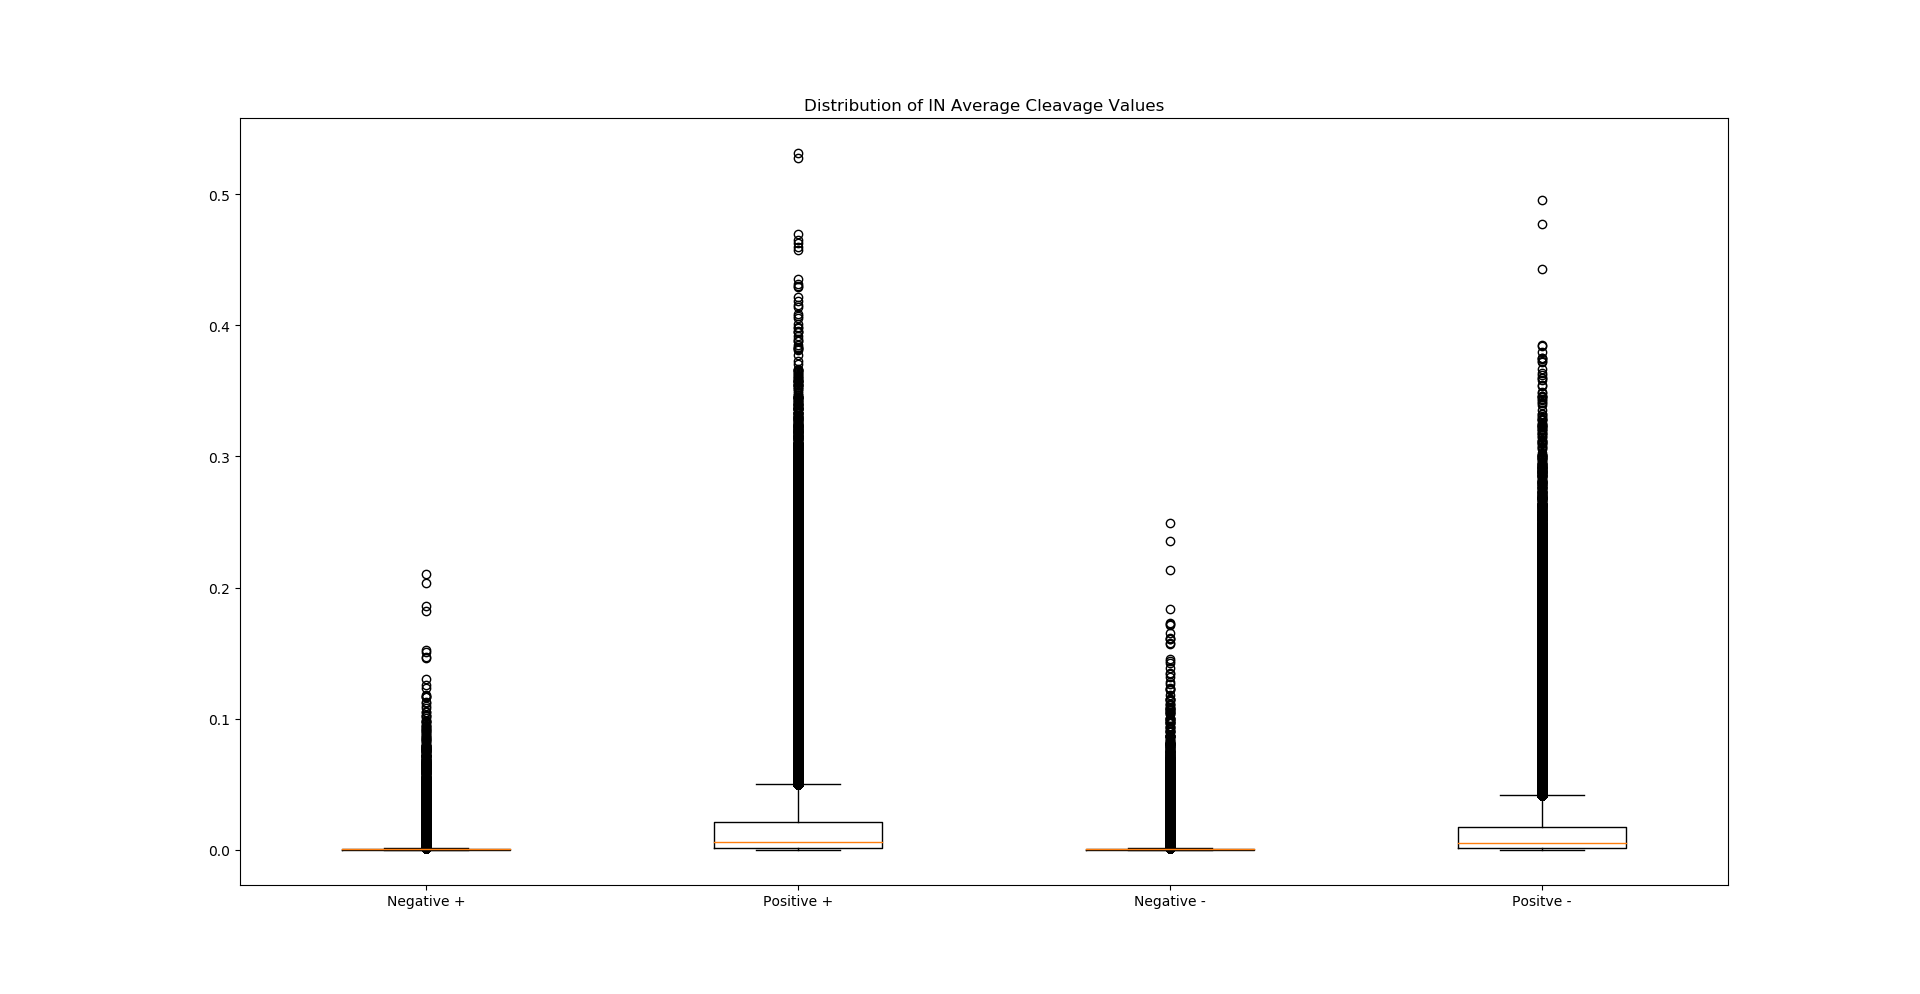 Distribution of IN Average Cleavage Values
0.5
0.4
0.3
0.2
0.1
0.0
Negative +
Positive +
Negative -
Positve -